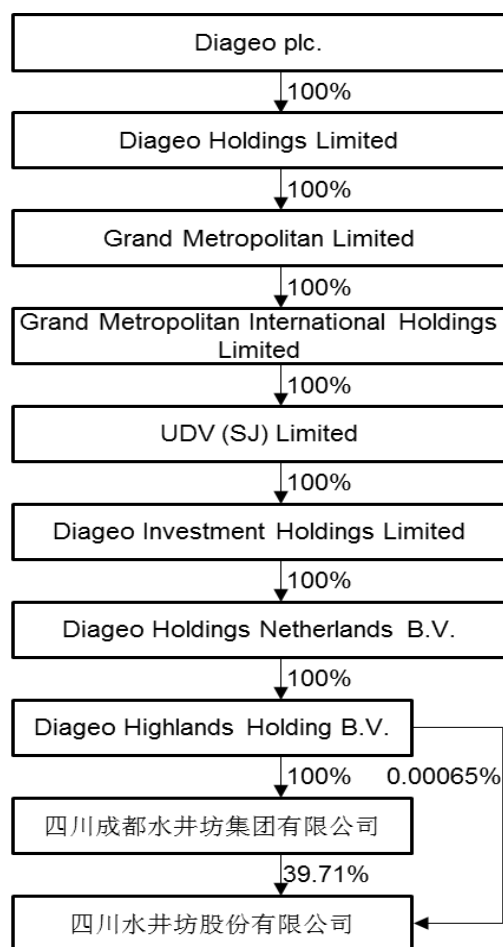 Diageo plc.
100%
Diageo Holdings Limited
100%
Grand Metropolitan Limited
100%
Grand Metropolitan International Holdings
Limited
100%
UDV (SJ) Limited
100%
Diageo Investment Holdings Limited
100%
Diageo Holdings Netherlands B.V.
100%
Diageo Highlands Holding B.V.
100%
0.00065%
四川成都水井坊集团有限公司
39.71%
四川水井坊股份有限公司